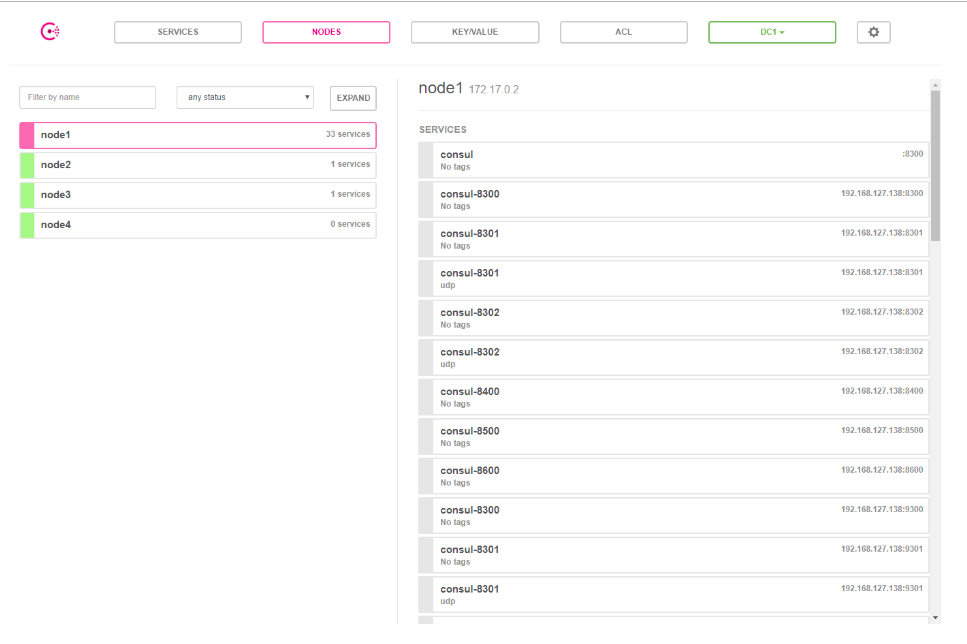 SERVICES
NODES
KEY/VALUE
ACL
DC1
Filter by name
any status
EXPAND
node1 33 services
node2 1 services
node3 1 services
node4 0 services
node1 172.17.0.2
SERVICES
consul :8300
No tags
consul-8300 192.168.127.138:8300
No tags
consul-8301 192.168.127.138:8301
No tags
consul-8301 192.168.127.138:8301
udp
consul-8302 192.168.127.138:8302
No tags
consul-8302 192.168.127.138:8302
udp
consul-8400 192.168.127.138:8400
No tags
consul-8500 192.168.127.138:8500
No tags
consul-8600 192.168.127.138:8600
No tags
consul-8300 192.168.127.138:9300
No tags
consul-8301 192.168.127.138:9301
No tags
consul-8301 192.168.127.138:9301
udp